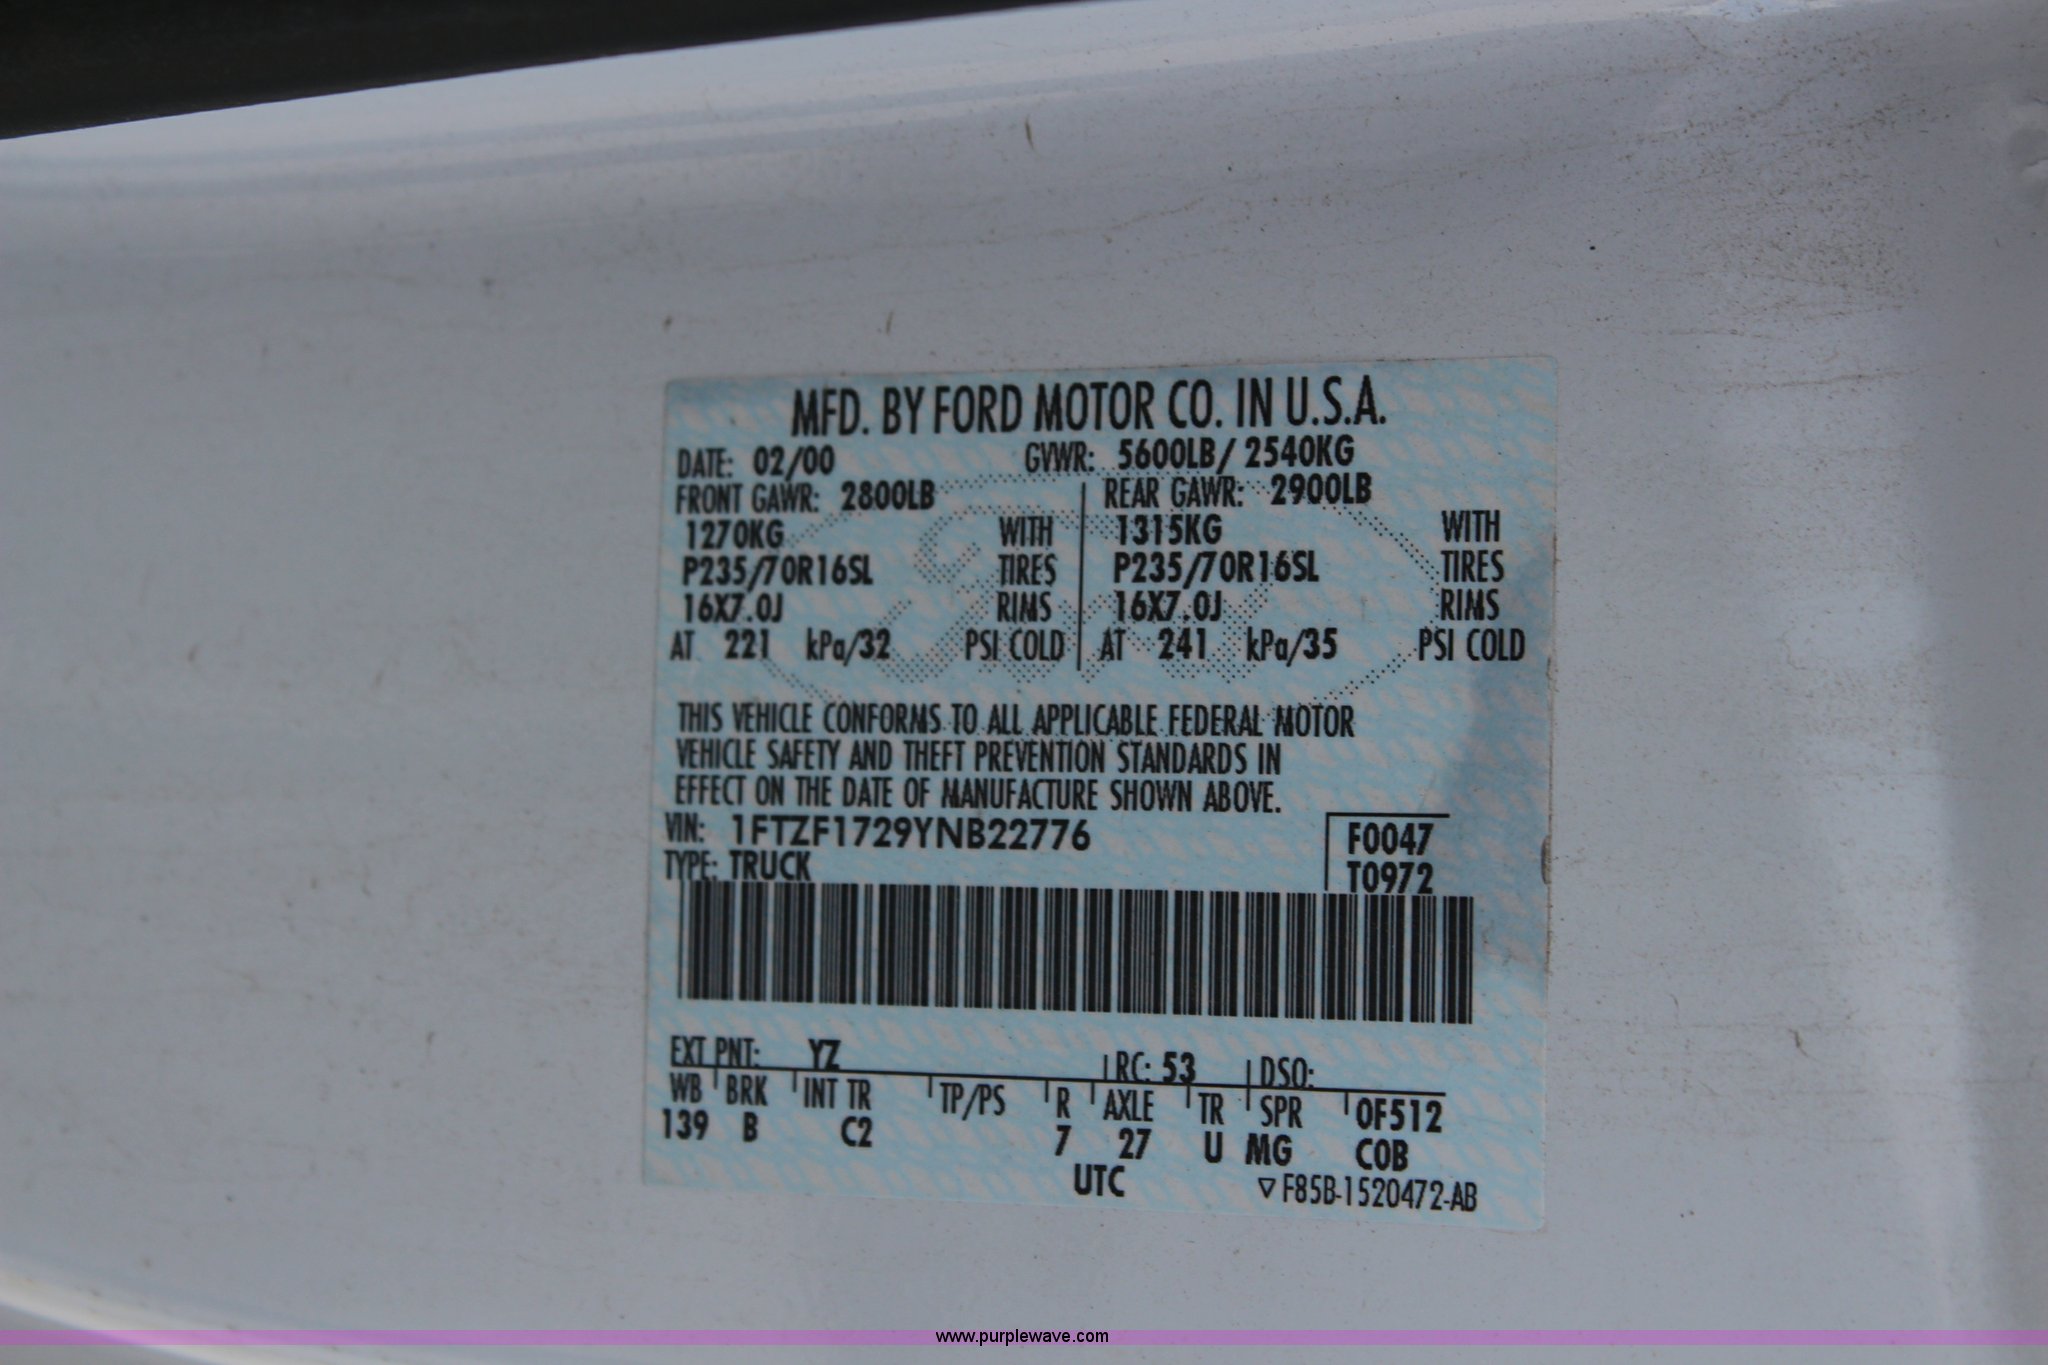 MFD. BY FORD MOTOR CO. IN U.S.A.
DATE: 02/00 GVWR: 5600LB/ 2540KG
FRONT GAWR: 2800LB REAR GAWR: 2900LB
1270KG WITH 1315KG WITH
P235/70R16SL TIRES P235/70R16SL TIRES
16X7.0J RIMS 16X7.0J RIMS
AT 221 kPa/32 PSI COLD AT 241 kPa/35 PSI COLD
THIS VEHICLE CONFORMS TO ALL APPLICABLE FEDERAL MOTOR
VEHICLE SAFETY AND THEFT PREVENTION STANDARDS IN
EFFECT ON THE DATE OF MANUFACTURE SHOWN ABOVE.
VIN: 1FTZF1729YNB22776 F0047
TYPE: TRUCK T0972
EXT PNT: YZ RC: 53 DSO:
WB BRK INT TR TP/PS R AXLE TR SPR 0F512
139 B C2 7 27 U MG COB
UTC ▽F85B-1520472-AB
www.purplewave.com